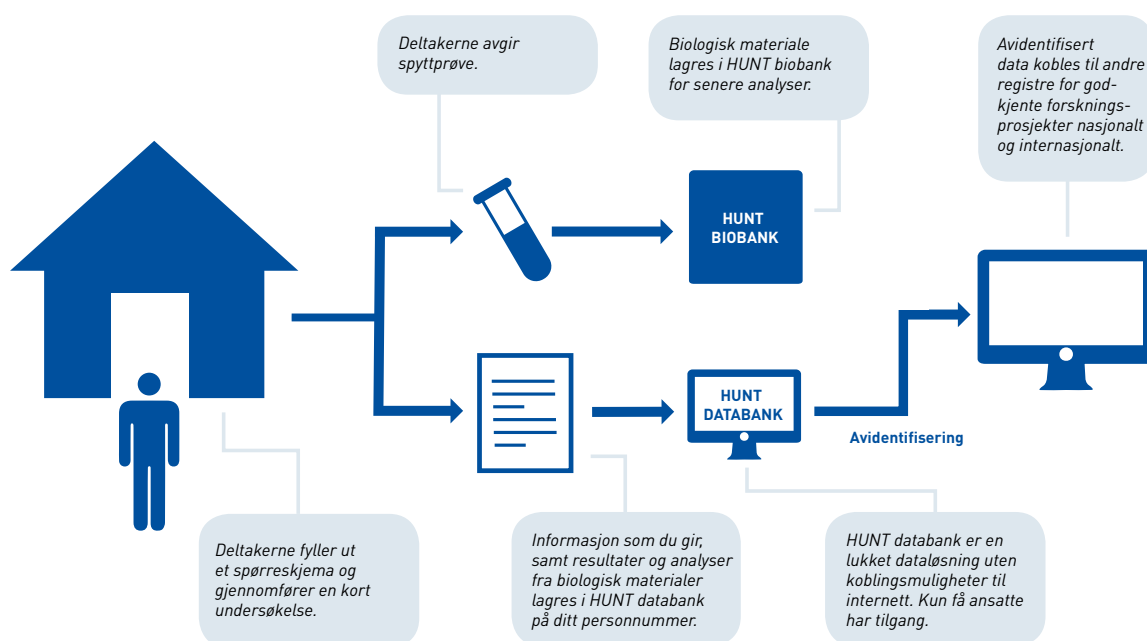 Deltakerne avgir
spyttprøve.
Biologisk materiale
lagres i HUNT biobank
for senere analyser.
Avidentifisert
data kobles til andre
registre for god-
kjente forsknings-
prosjekter nasjonalt
og internasjonalt.
HUNT
BIOBANK
HUNT
DATABANK
Avidentifisering
Deltakerne fyller ut
et spørreskjema og
gjennomfører en kort
undersøkelse.
Informasjon som du gir,
samt resultater og analyser
fra biologisk materialer
lagres i HUNT databank
på ditt personnummer.
HUNT databank er en
lukket dataløsning uten
koblingsmuligheter til
internett. Kun få ansatte
har tilgang.